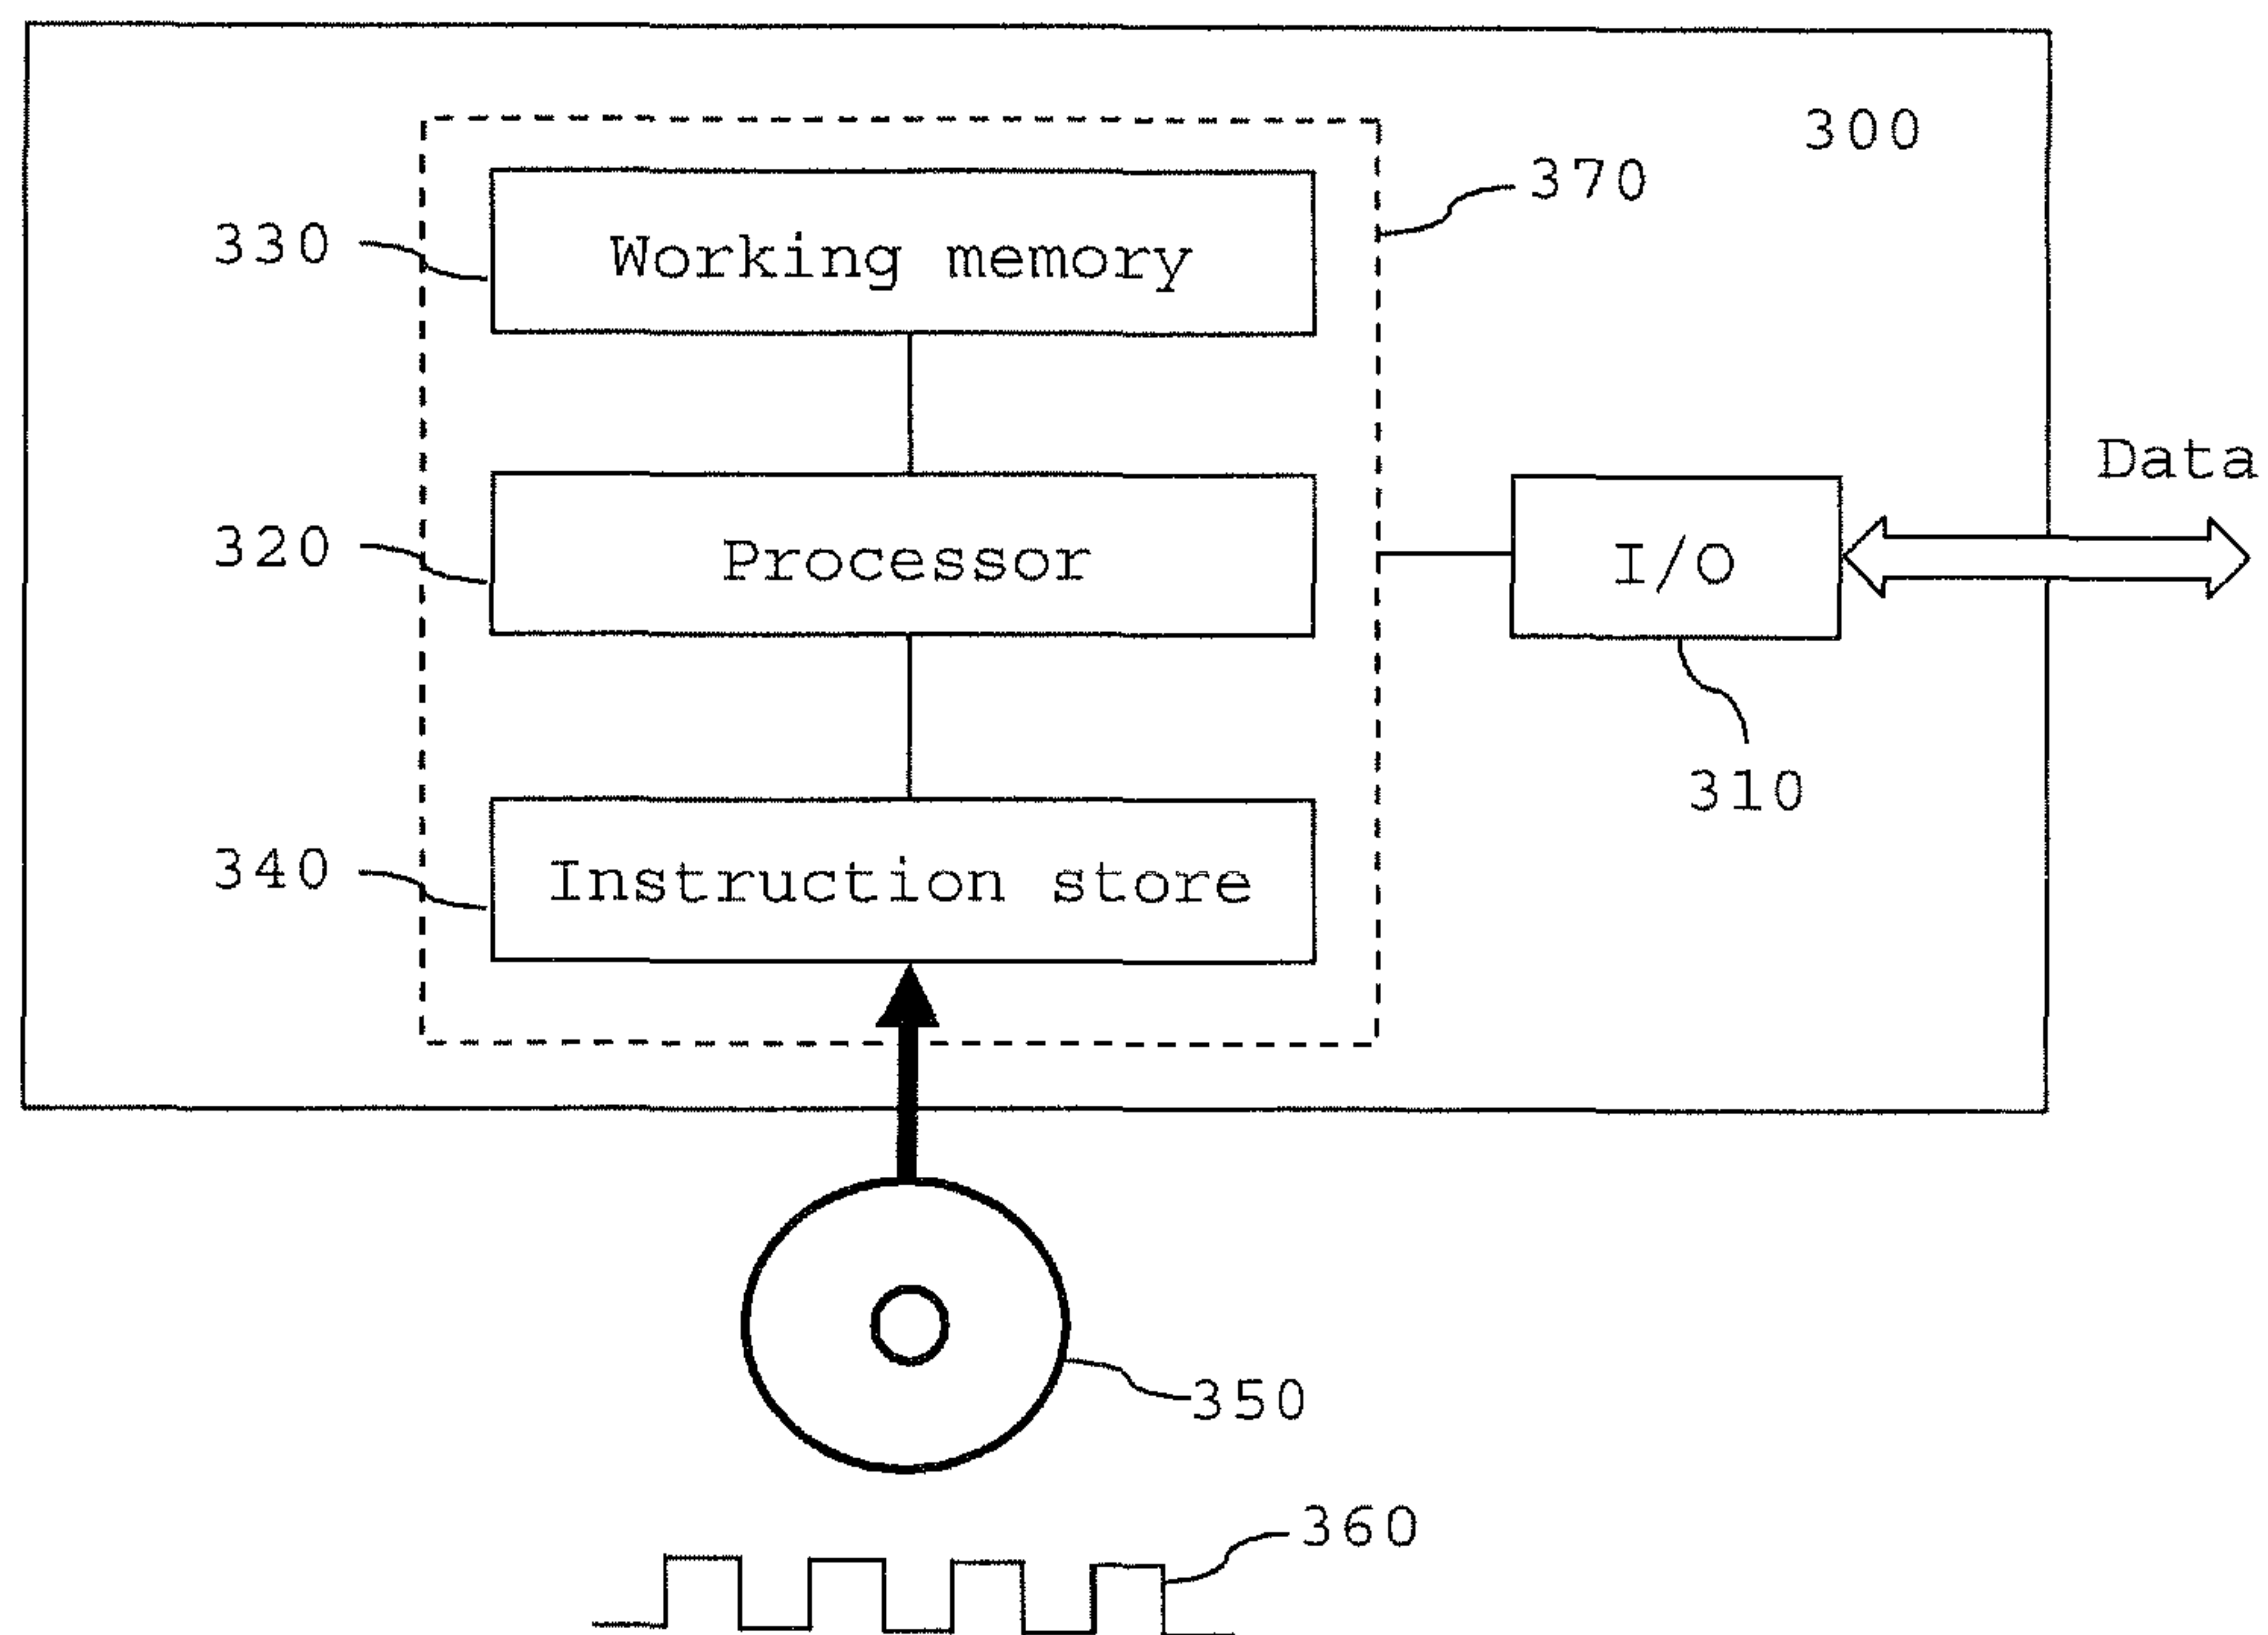 300
370
330
Working memory
Data
320
Processor
I/O
310
340
Instruction store
350
360